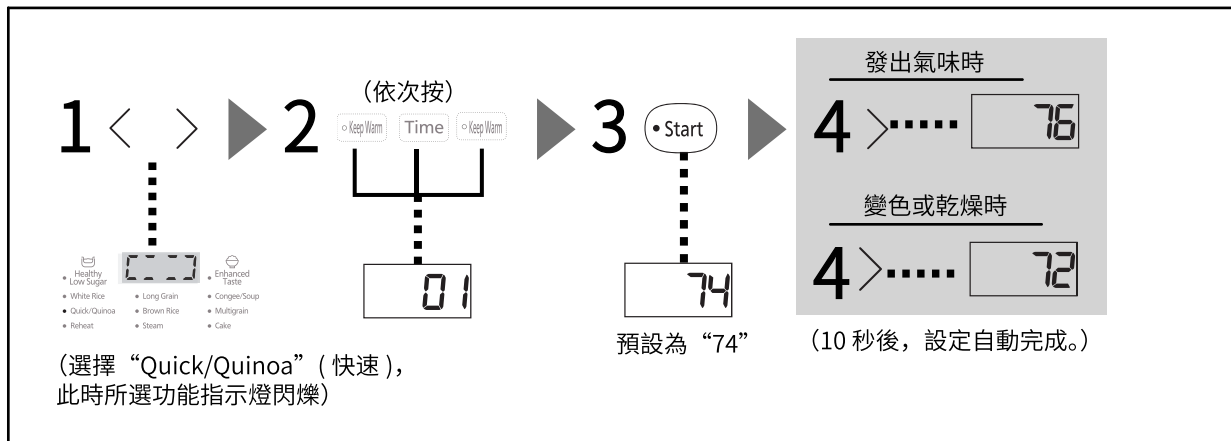 1
2
(依次按)
Keep Warm
Time
Keep Warm
01
3
Start
74
預設為“74”
發出氣味時
4
76
變色或乾燥時
4
72
(10 秒後，設定自動完成。)
Healthy
Low Sugar
Enhanced
Taste
White Rice
Long Grain
Congee/Soup
Quick/Quinoa
Brown Rice
Multigrain
Reheat
Steam
Cake
(選擇“Quick/Quinoa” ( 快速 )，
此時所選功能指示燈閃爍)